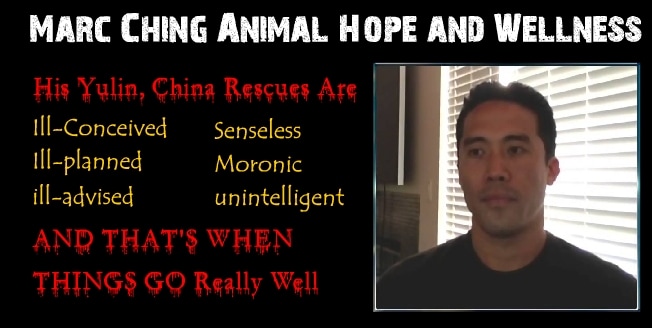 Marc Ching Animal Hope and Wellness
His Yulin, China Rescues Are
Ill-Conceived
Ill-planned
ill-advised
Senseless
Moronic
unintelligent
AND THAT'S WHEN
THINGS GO Really Well